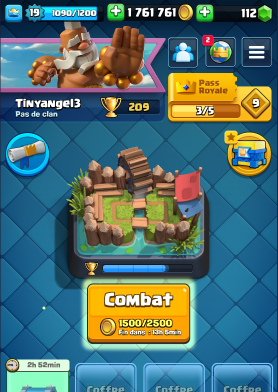 19 1090/1200 1 761 761 112
2
Pass
Royale
3/5 9
Tinyangel3
Pas de clan
209
Combat
1500/2500
Fin dans : 13h 5min
2h 52min
Coffre Coffre Coffre